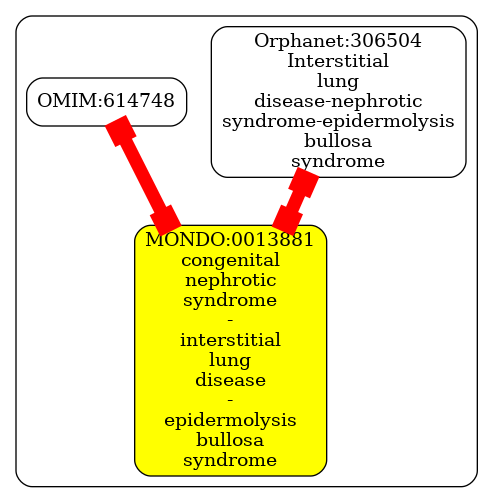 OMIM:614748
Orphanet:306504
Interstitial
lung
disease-nephrotic
syndrome-epidermolysis
bullosa
syndrome
MONDO:0013881
congenital
nephrotic
syndrome
-
interstitial
lung
disease
-
epidermolysis
bullosa
syndrome